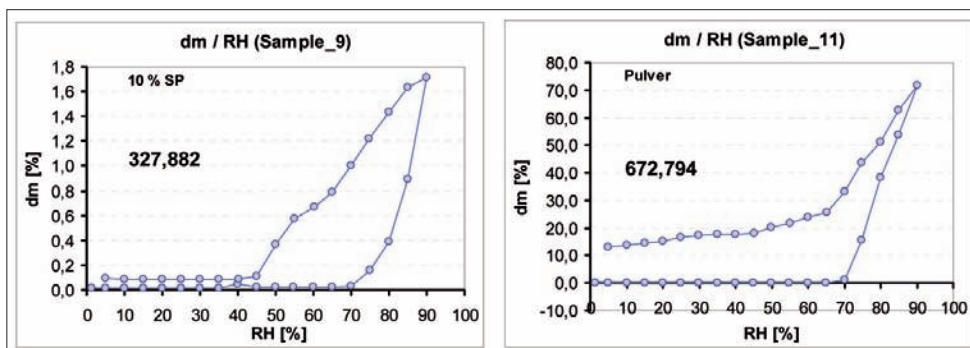 dm / RH (Sample_9)
1,8
1,6
1,4
1,2
1,0
0,8
0,6
0,4
0,2
0,0
dm [%]
10 % SP
327,882
0 10 20 30 40 50 60 70 80 90 100
RH [%]
dm / RH (Sample_11)
80,0
70,0
60,0
50,0
40,0
30,0
20,0
10,0
0,0
-10,0
dm [%]
Pulver
672,794
0 10 20 30 40 50 60 70 80 90 100
RH [%]